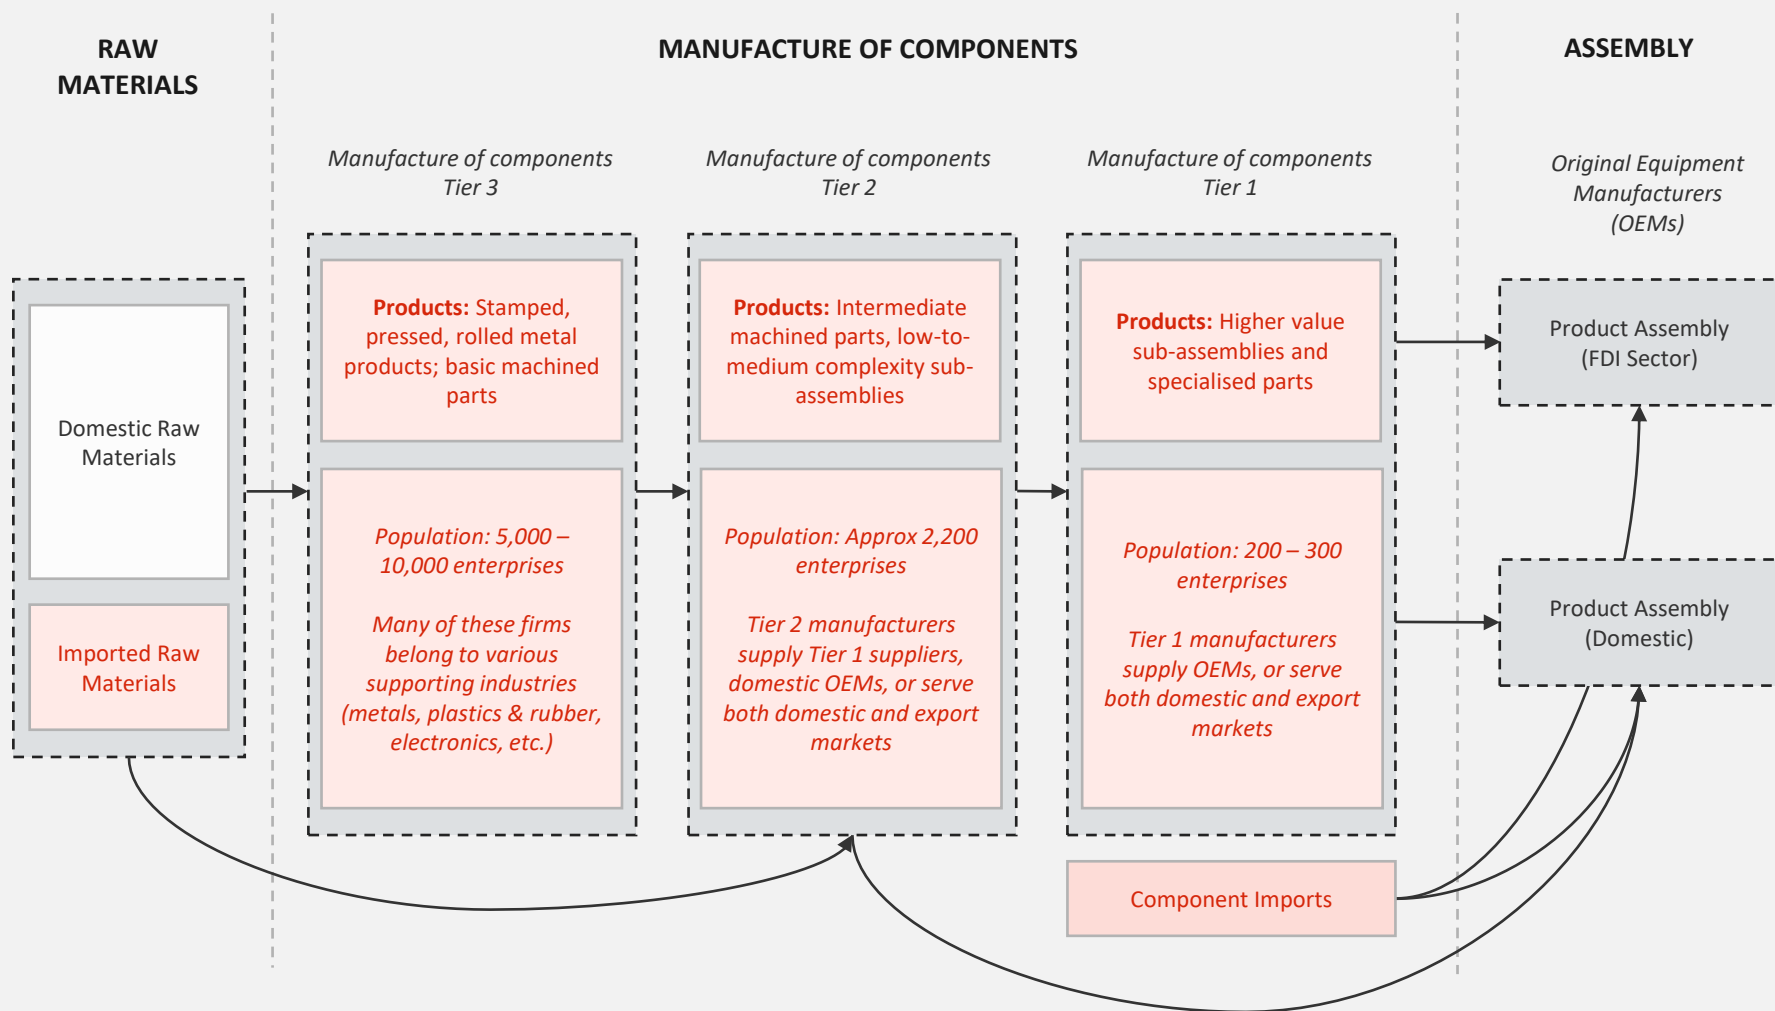 RAW
MATERIALS
MANUFACTURE OF COMPONENTS
ASSEMBLY
Manufacture of components
Tier 3
Manufacture of components
Tier 2
Manufacture of components
Tier 1
Original Equipment
Manufacturers
(OEMs)
Domestic Raw
Materials
Imported Raw
Materials
Products: Stamped,
pressed, rolled metal
products; basic machined
parts
Population: 5,000 –
10,000 enterprises
Many of these firms
belong to various
supporting industries
(metals, plastics & rubber,
electronics, etc.)
Products: Intermediate
machined parts, low-to-
medium complexity sub-
assemblies
Population: Approx 2,200
enterprises
Tier 2 manufacturers
supply Tier 1 suppliers,
domestic OEMs, or serve
both domestic and export
markets
Products: Higher value
sub-assemblies and
specialised parts
Population: 200 – 300
enterprises
Tier 1 manufacturers
supply OEMs, or serve
both domestic and export
markets
Component Imports
Product Assembly
(FDI Sector)
Product Assembly
(Domestic)